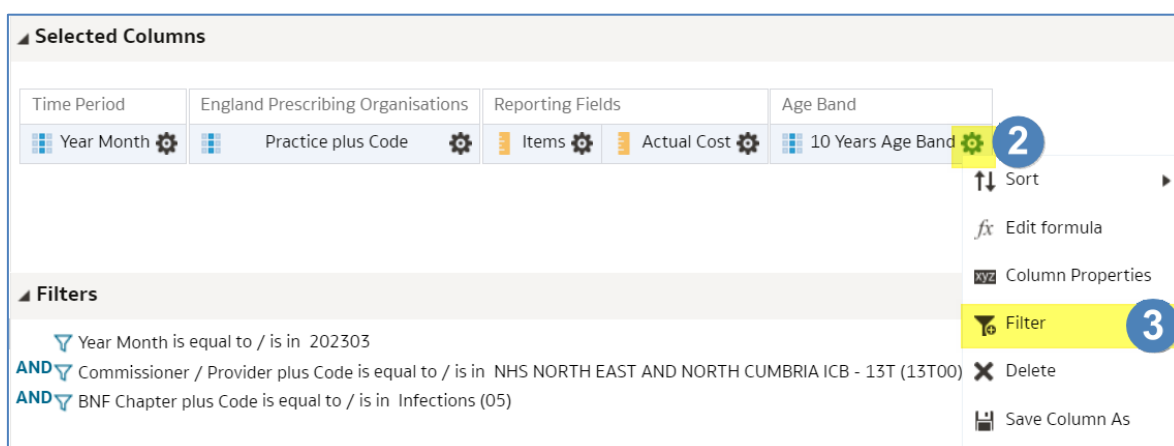 Selected Columns
Time Period England Prescribing Organisations Reporting Fields Age Band
Year Month Practice plus Code Items Actual Cost 10 Years Age Band 2
Sort
fx Edit formula
xyz Column Properties
Filters
Filter 3
Year Month is equal to / is in 202303
AND Commissioner / Provider plus Code is equal to / is in NHS NORTH EAST AND NORTH CUMBRIA ICB - 13T (13T00)
Delete
AND BNF Chapter plus Code is equal to / is in Infections (05)
Save Column As